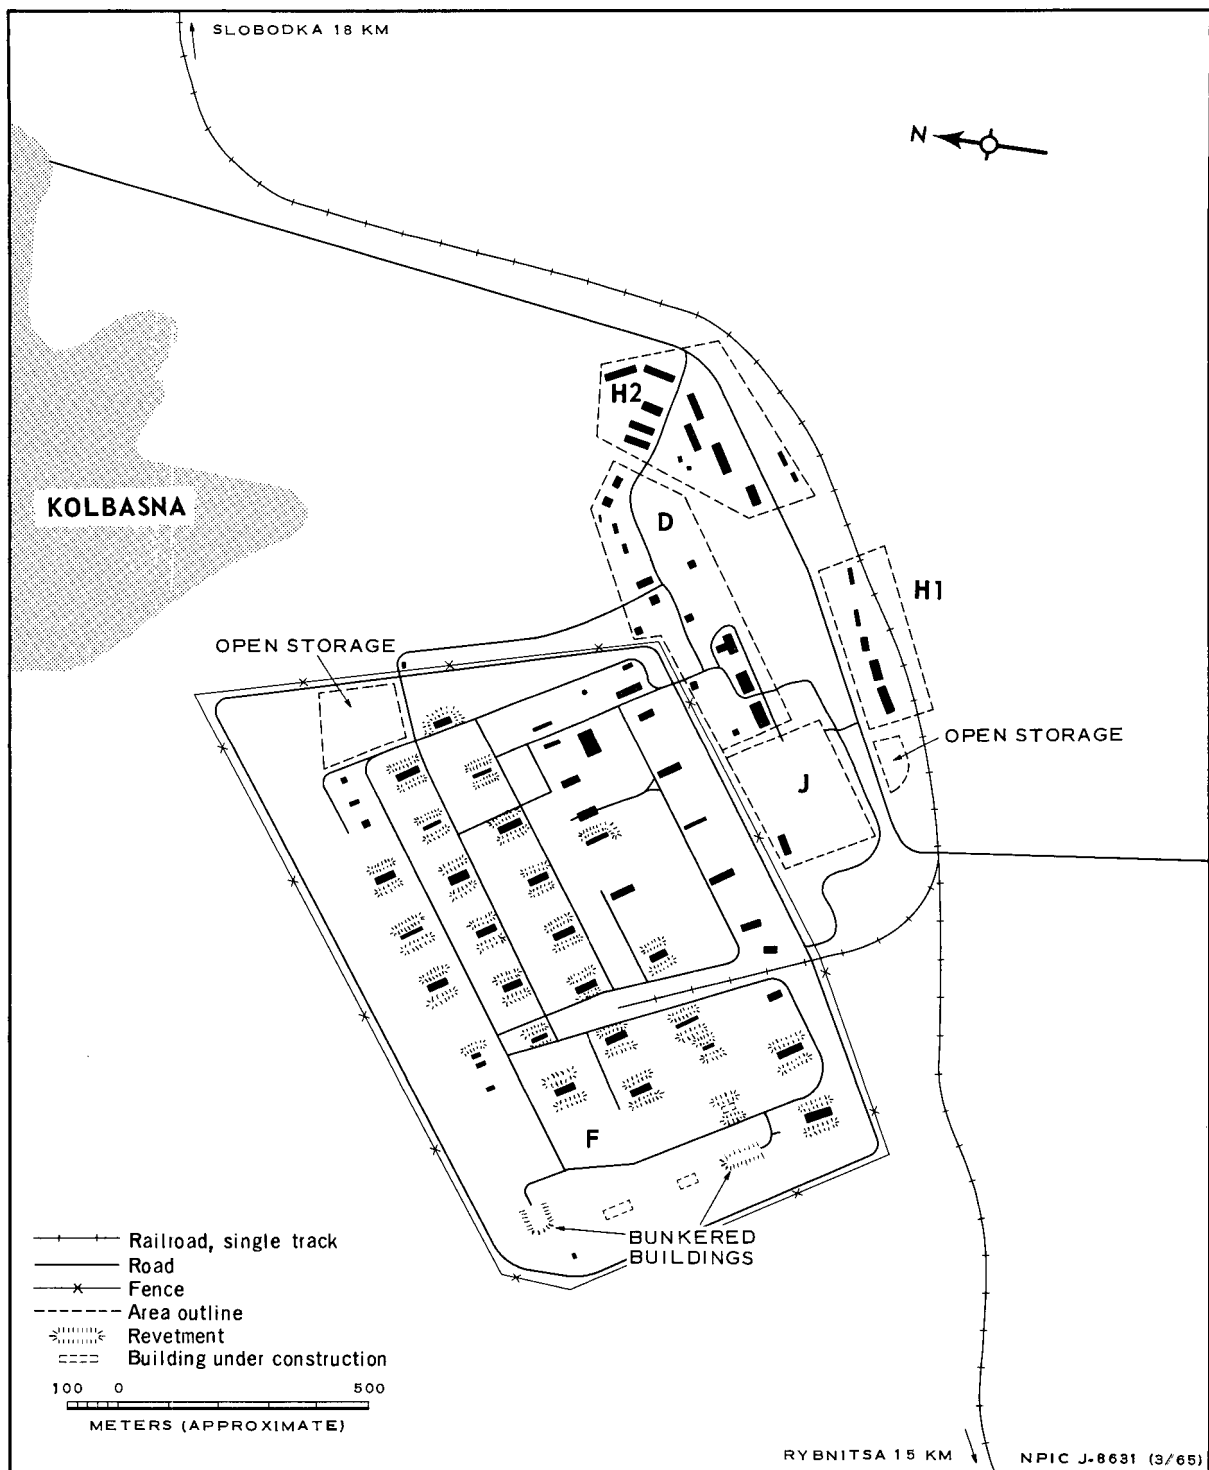 SLOBODKA 18 KM
N
H2
KOLBASNA
D
H1
OPEN STORAGE
OPEN STORAGE
J
F
BUNKERED
BUILDINGS
Railroad, single track
Road
Fence
Area outline
Revetment
Building under construction
100 0 500
METERS (APPROXIMATE)
RYBNITSA 15 KM
NPIC J-8631 (3/65)